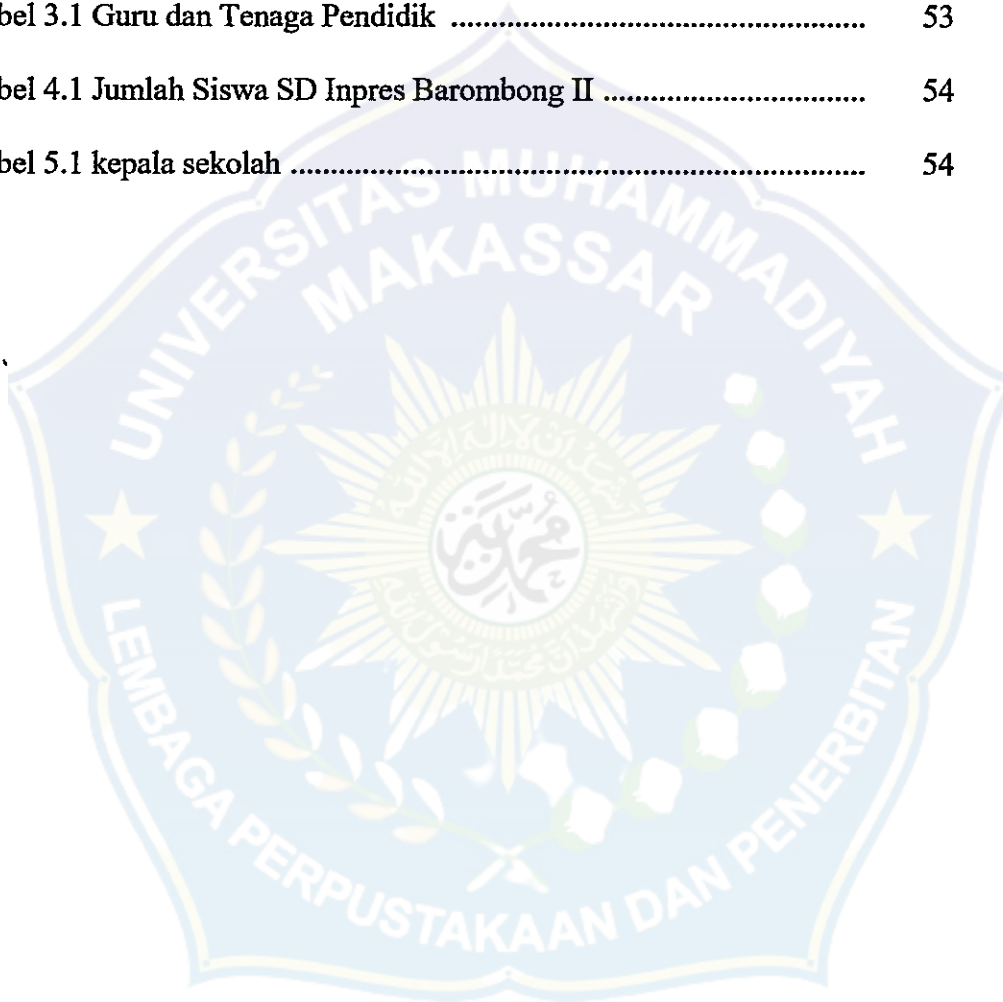 bel 3.1 Guru dan Tenaga Pendidik ................................................................ 53
bel 4.1 Jumlah Siswa SD Inpres Barombong II ........................................ 54
bel 5.1 kepala sekolah ........................................................................................ 54
UNIVERSITAS MUHAMMADIYAH
MAKASSAR
محمدية
LEMBAGA PERPUSTAKAAN DAN PENERBITAN